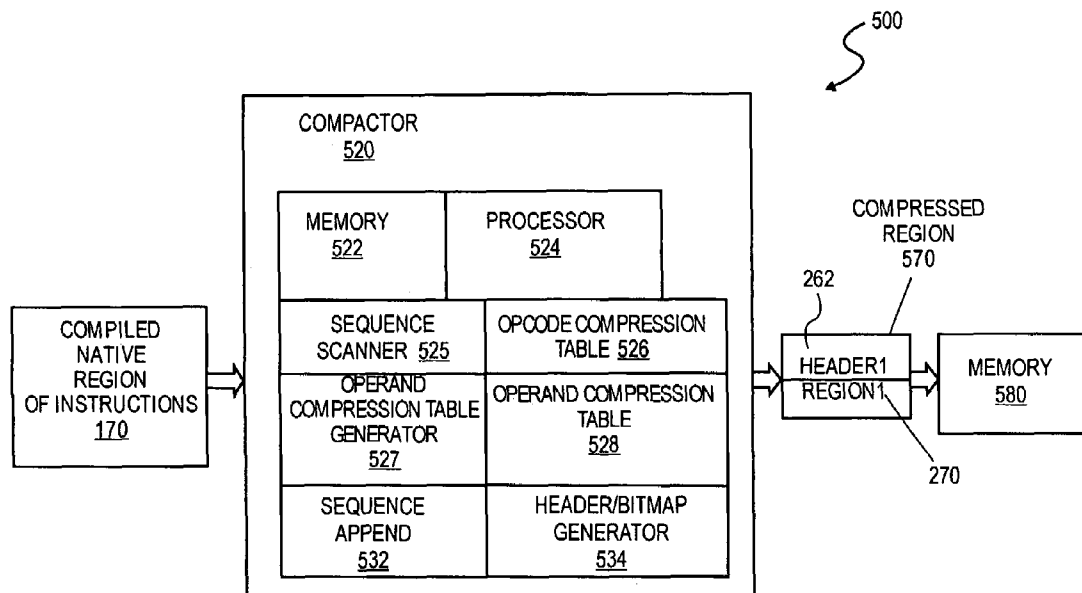 500
COMPACTOR
520
MEMORY
522
PROCESSOR
524
SEQUENCE
SCANNER 525
OPCODE COMPRESSION
TABLE 526
OPERAND
COMPRESSION TABLE
GENERATOR
527
OPERAND COMPRESSION
TABLE
528
SEQUENCE
APPEND
532
HEADER/BITMAP
GENERATOR
534
COMPILED
NATIVE
REGION
OF INSTRUCTIONS
170
COMPRESSED
REGION
570
262
HEADER1
REGION1
270
MEMORY
580